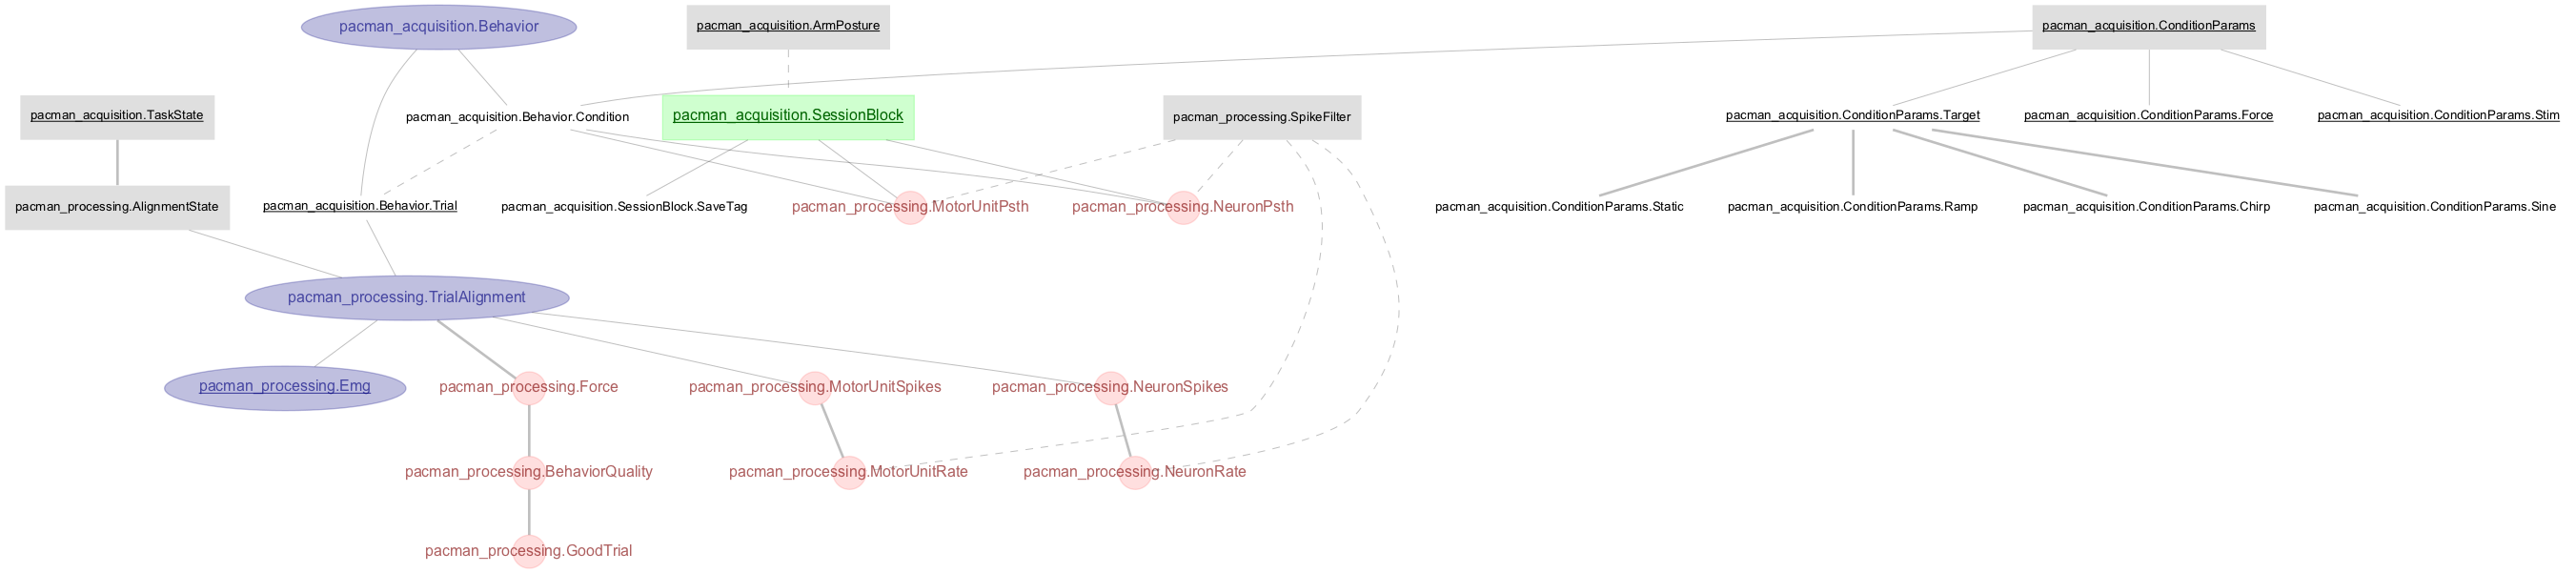 pacman_acquisition.Behavior
pacman_acquisition.ArmPosture
pacman_acquisition.ConditionParams
pacman_acquisition.TaskState
pacman_acquisition.Behavior.Condition
pacman_acquisition.SessionBlock
pacman_processing.SpikeFilter
pacman_acquisition.ConditionParams.Target
pacman_acquisition.ConditionParams.Force
pacman_acquisition.ConditionParams.Stim
pacman_processing.AlignmentState
pacman_acquisition.Behavior.Trial
pacman_acquisition.SessionBlock.SaveTag
pacman_processing.MotorUnitPsth
pacman_processing.NeuronPsth
pacman_acquisition.ConditionParams.Static
pacman_acquisition.ConditionParams.Ramp
pacman_acquisition.ConditionParams.Chirp
pacman_acquisition.ConditionParams.Sine
pacman_processing.TrialAlignment
pacman_processing.Emg
pacman_processing.Force
pacman_processing.MotorUnitSpikes
pacman_processing.NeuronSpikes
pacman_processing.BehaviorQuality
pacman_processing.MotorUnitRate
pacman_processing.NeuronRate
pacman_processing.GoodTrial